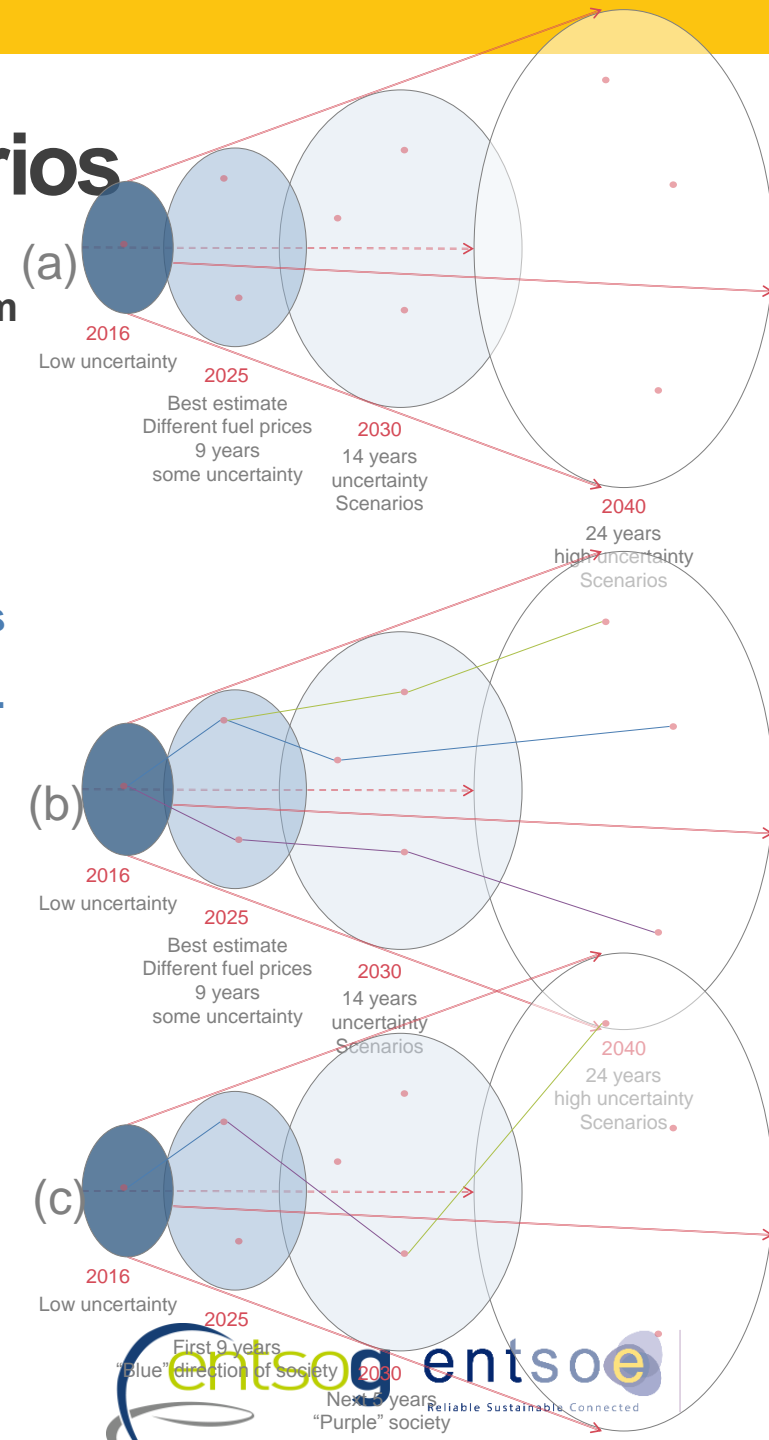 rios
(a)
m
2016
Low uncertainty
2025
Best estimate
Different fuel prices
9 years
some uncertainty
2030
14 years
uncertainty
Scenarios
2040
24 years
high uncertainty
Scenarios
s
.
(b)
2016
Low uncertainty
2025
Best estimate
Different fuel prices
9 years
some uncertainty
2030
14 years
uncertainty
Scenarios
2040
24 years
high uncertainty
Scenarios
(c)
2016
Low uncertainty
2025
First 9 years
“Blue” direction of society
2030
Next 5 years
“Purple” society
entsog
entsoe
Reliable Sustainable Connected